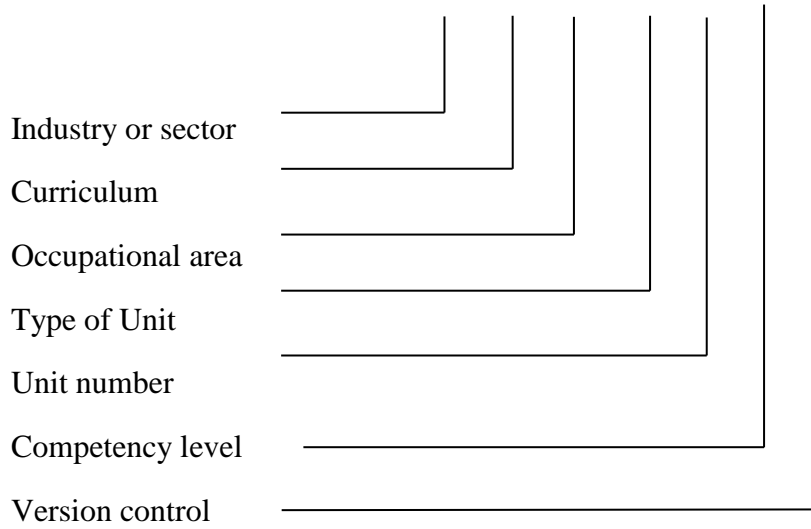 Industry or sector
Curriculum
Occupational area
Type of Unit
Unit number
Competency level
Version control